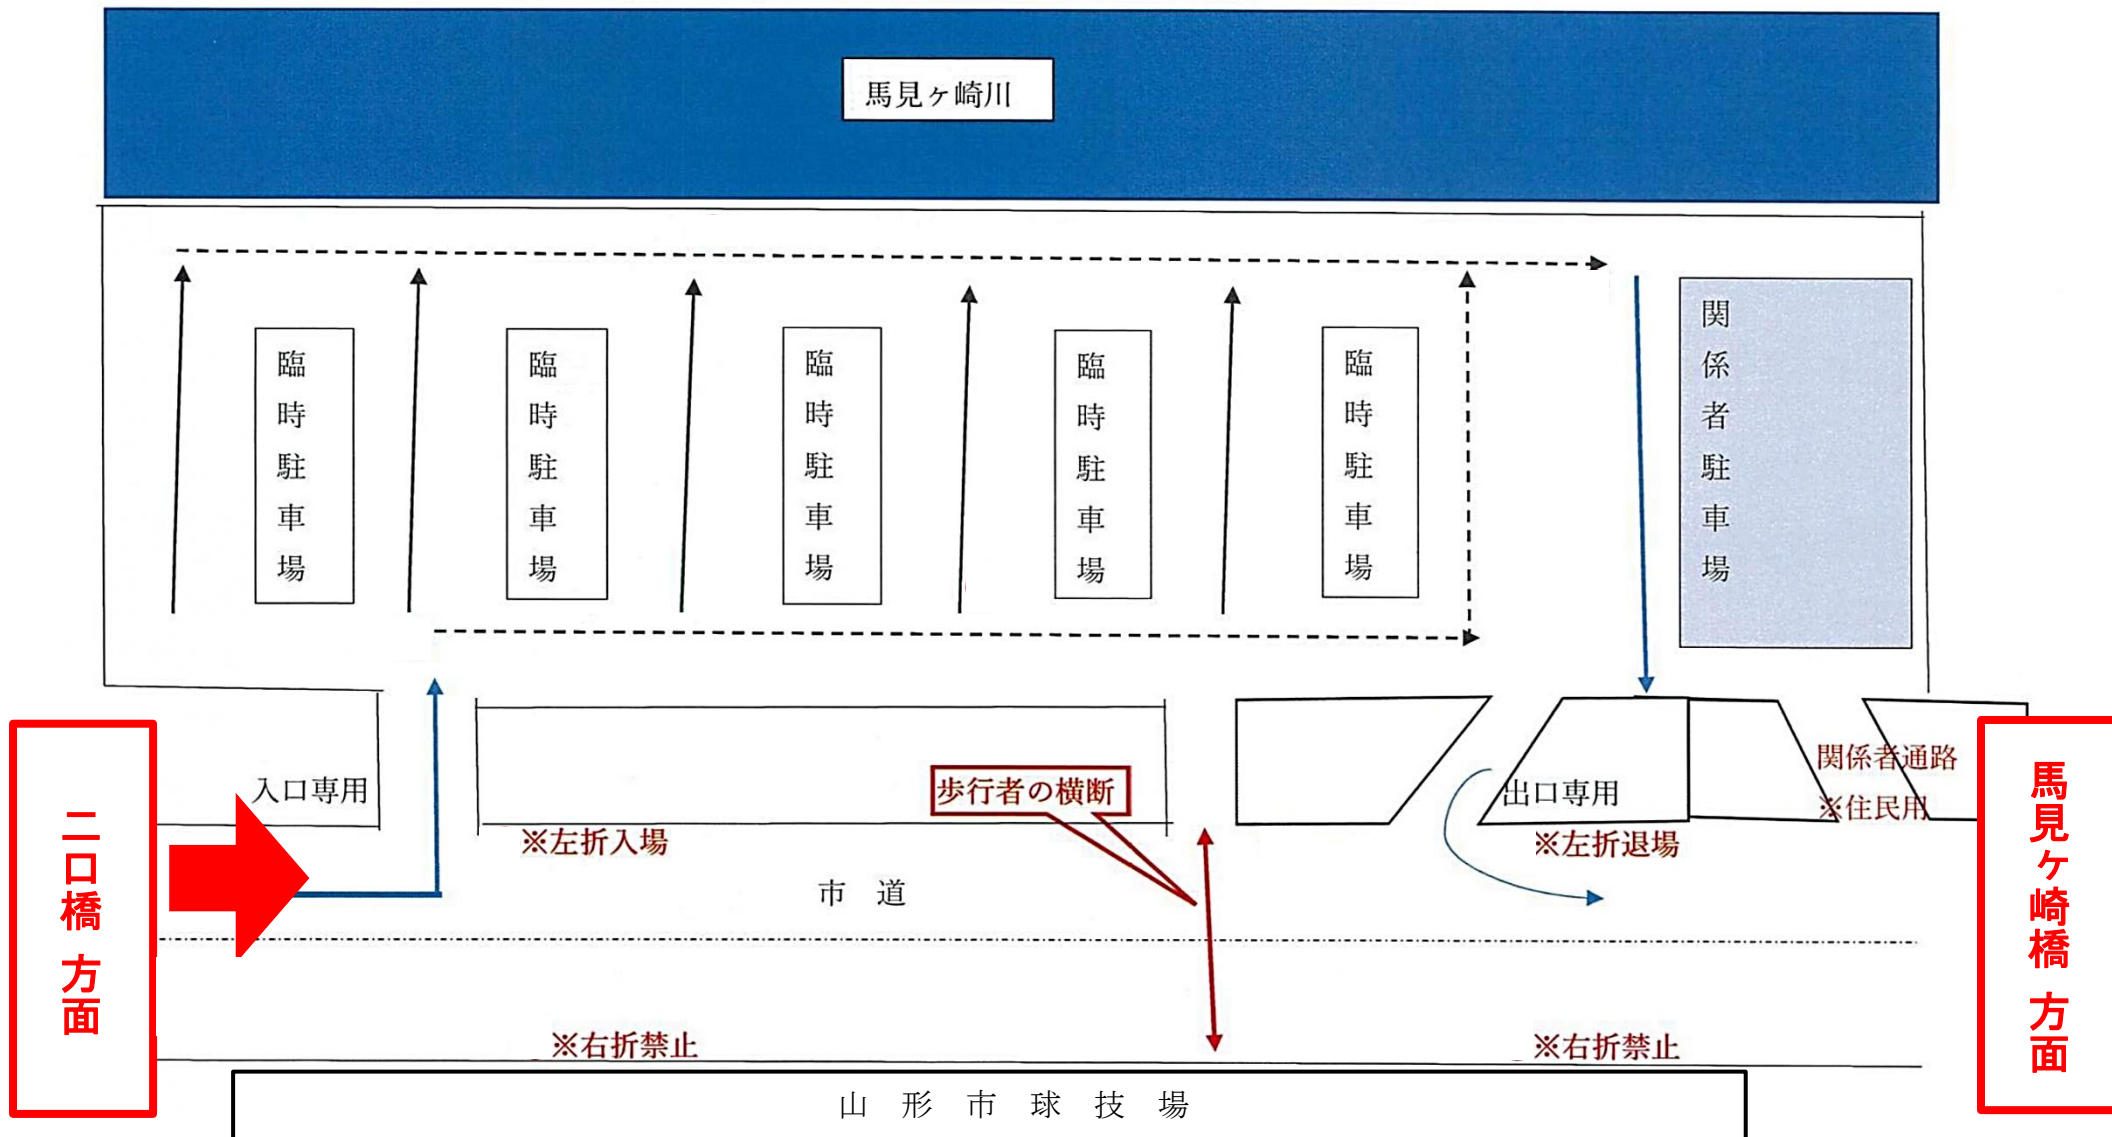 馬見ヶ崎川
臨時駐車場
臨時駐車場
臨時駐車場
臨時駐車場
臨時駐車場
関係者駐車場
二口橋 方面
入口専用
※左折入場
歩行者の横断
出口専用
※左折退場
関係者通路
※住民用
馬見ヶ崎橋 方面
市 道
※右折禁止
※右折禁止
山 形 市 球 技 場